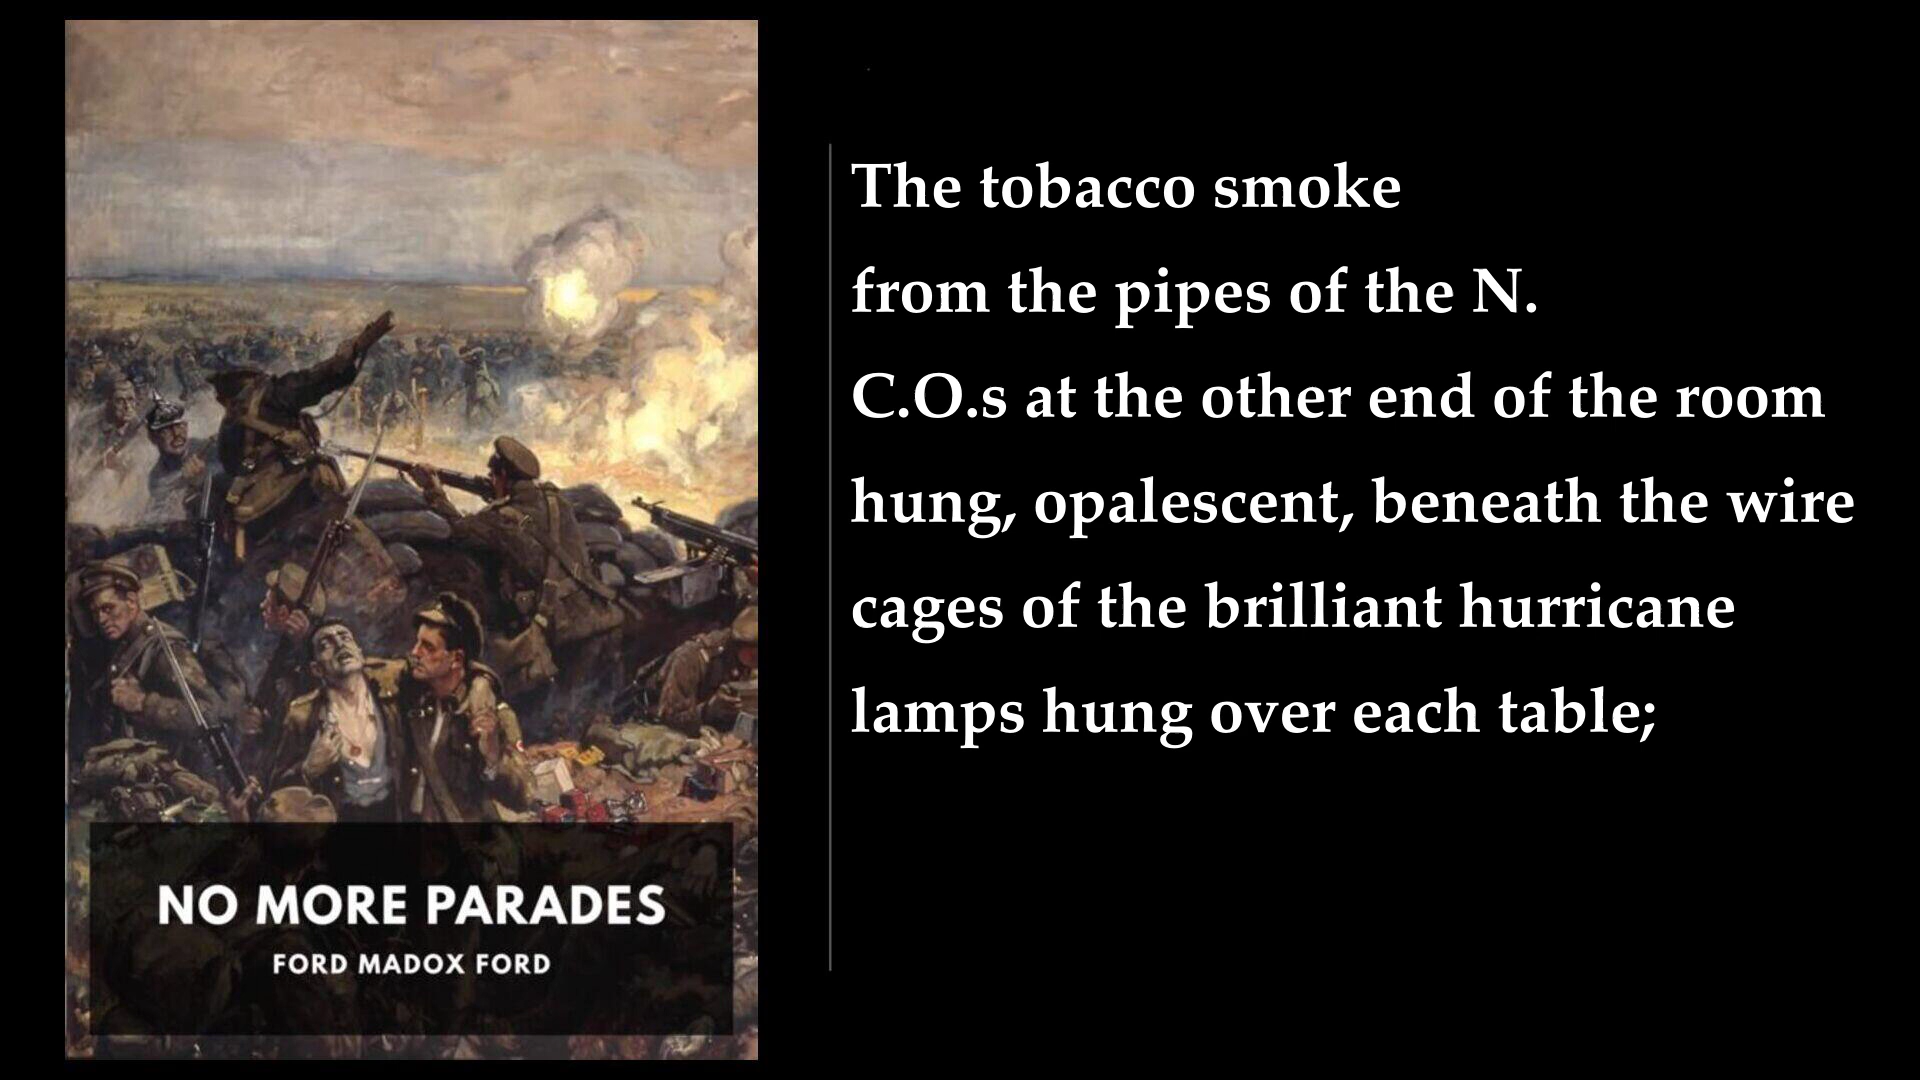 The tobacco smoke
from the pipes of the N.
C.O.s at the other end of the room
hung, opalescent, beneath the wire
cages of the brilliant hurricane
lamps hung over each table;
NO MORE PARADES
FORD MADOX FORD